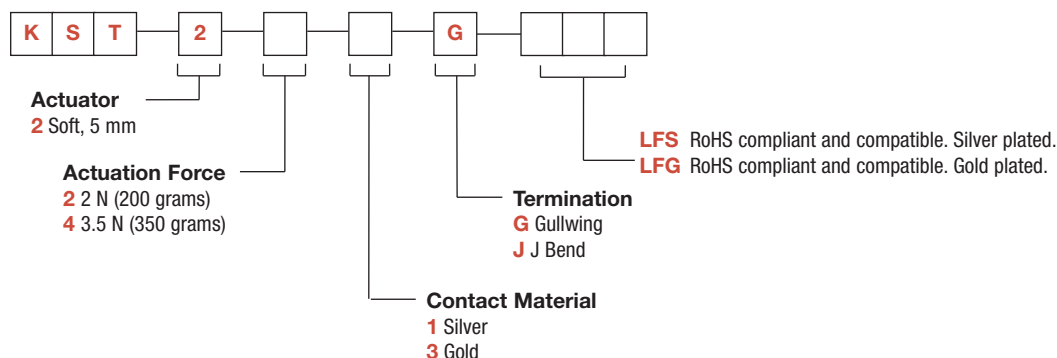 K S T 2 G
Actuator
2 Soft, 5 mm
Actuation Force
2 2 N (200 grams)
4 3.5 N (350 grams)
LFS RoHS compliant and compatible. Silver plated.
LFG RoHS compliant and compatible. Gold plated.
Termination
G Gullwing
J J Bend
Contact Material
1 Silver
3 Gold